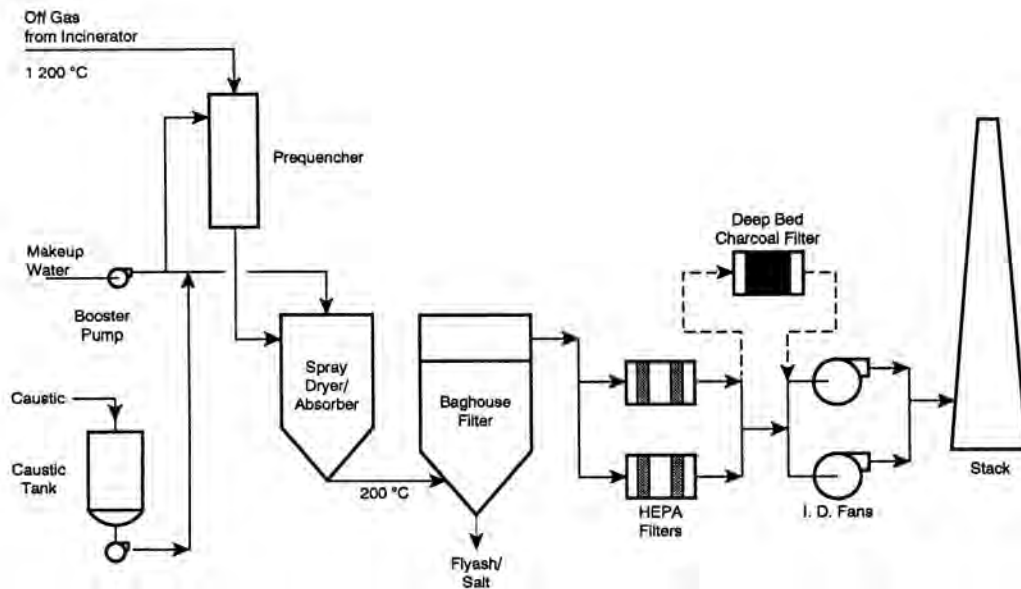 Off Gas
from Incinerator
1 200 °C
Prequencher
Makeup
Water
Booster
Pump
Caustic
Caustic
Tank
Spray
Dryer/
Absorber
200 °C
Baghouse
Filter
Flyash/
Salt
HEPA
Filters
Deep Bed
Charcoal Filter
I. D. Fans
Stack